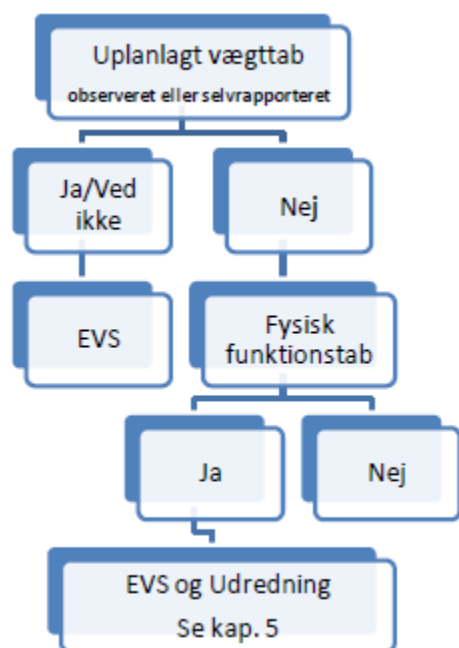 Uplanlagt vægttab
observeret eller selvrapporteret
Ja/Ved
ikke
Nej
EVS
Fysisk
funktionstab
Ja
Nej
EVS og Udredning
Se kap. 5